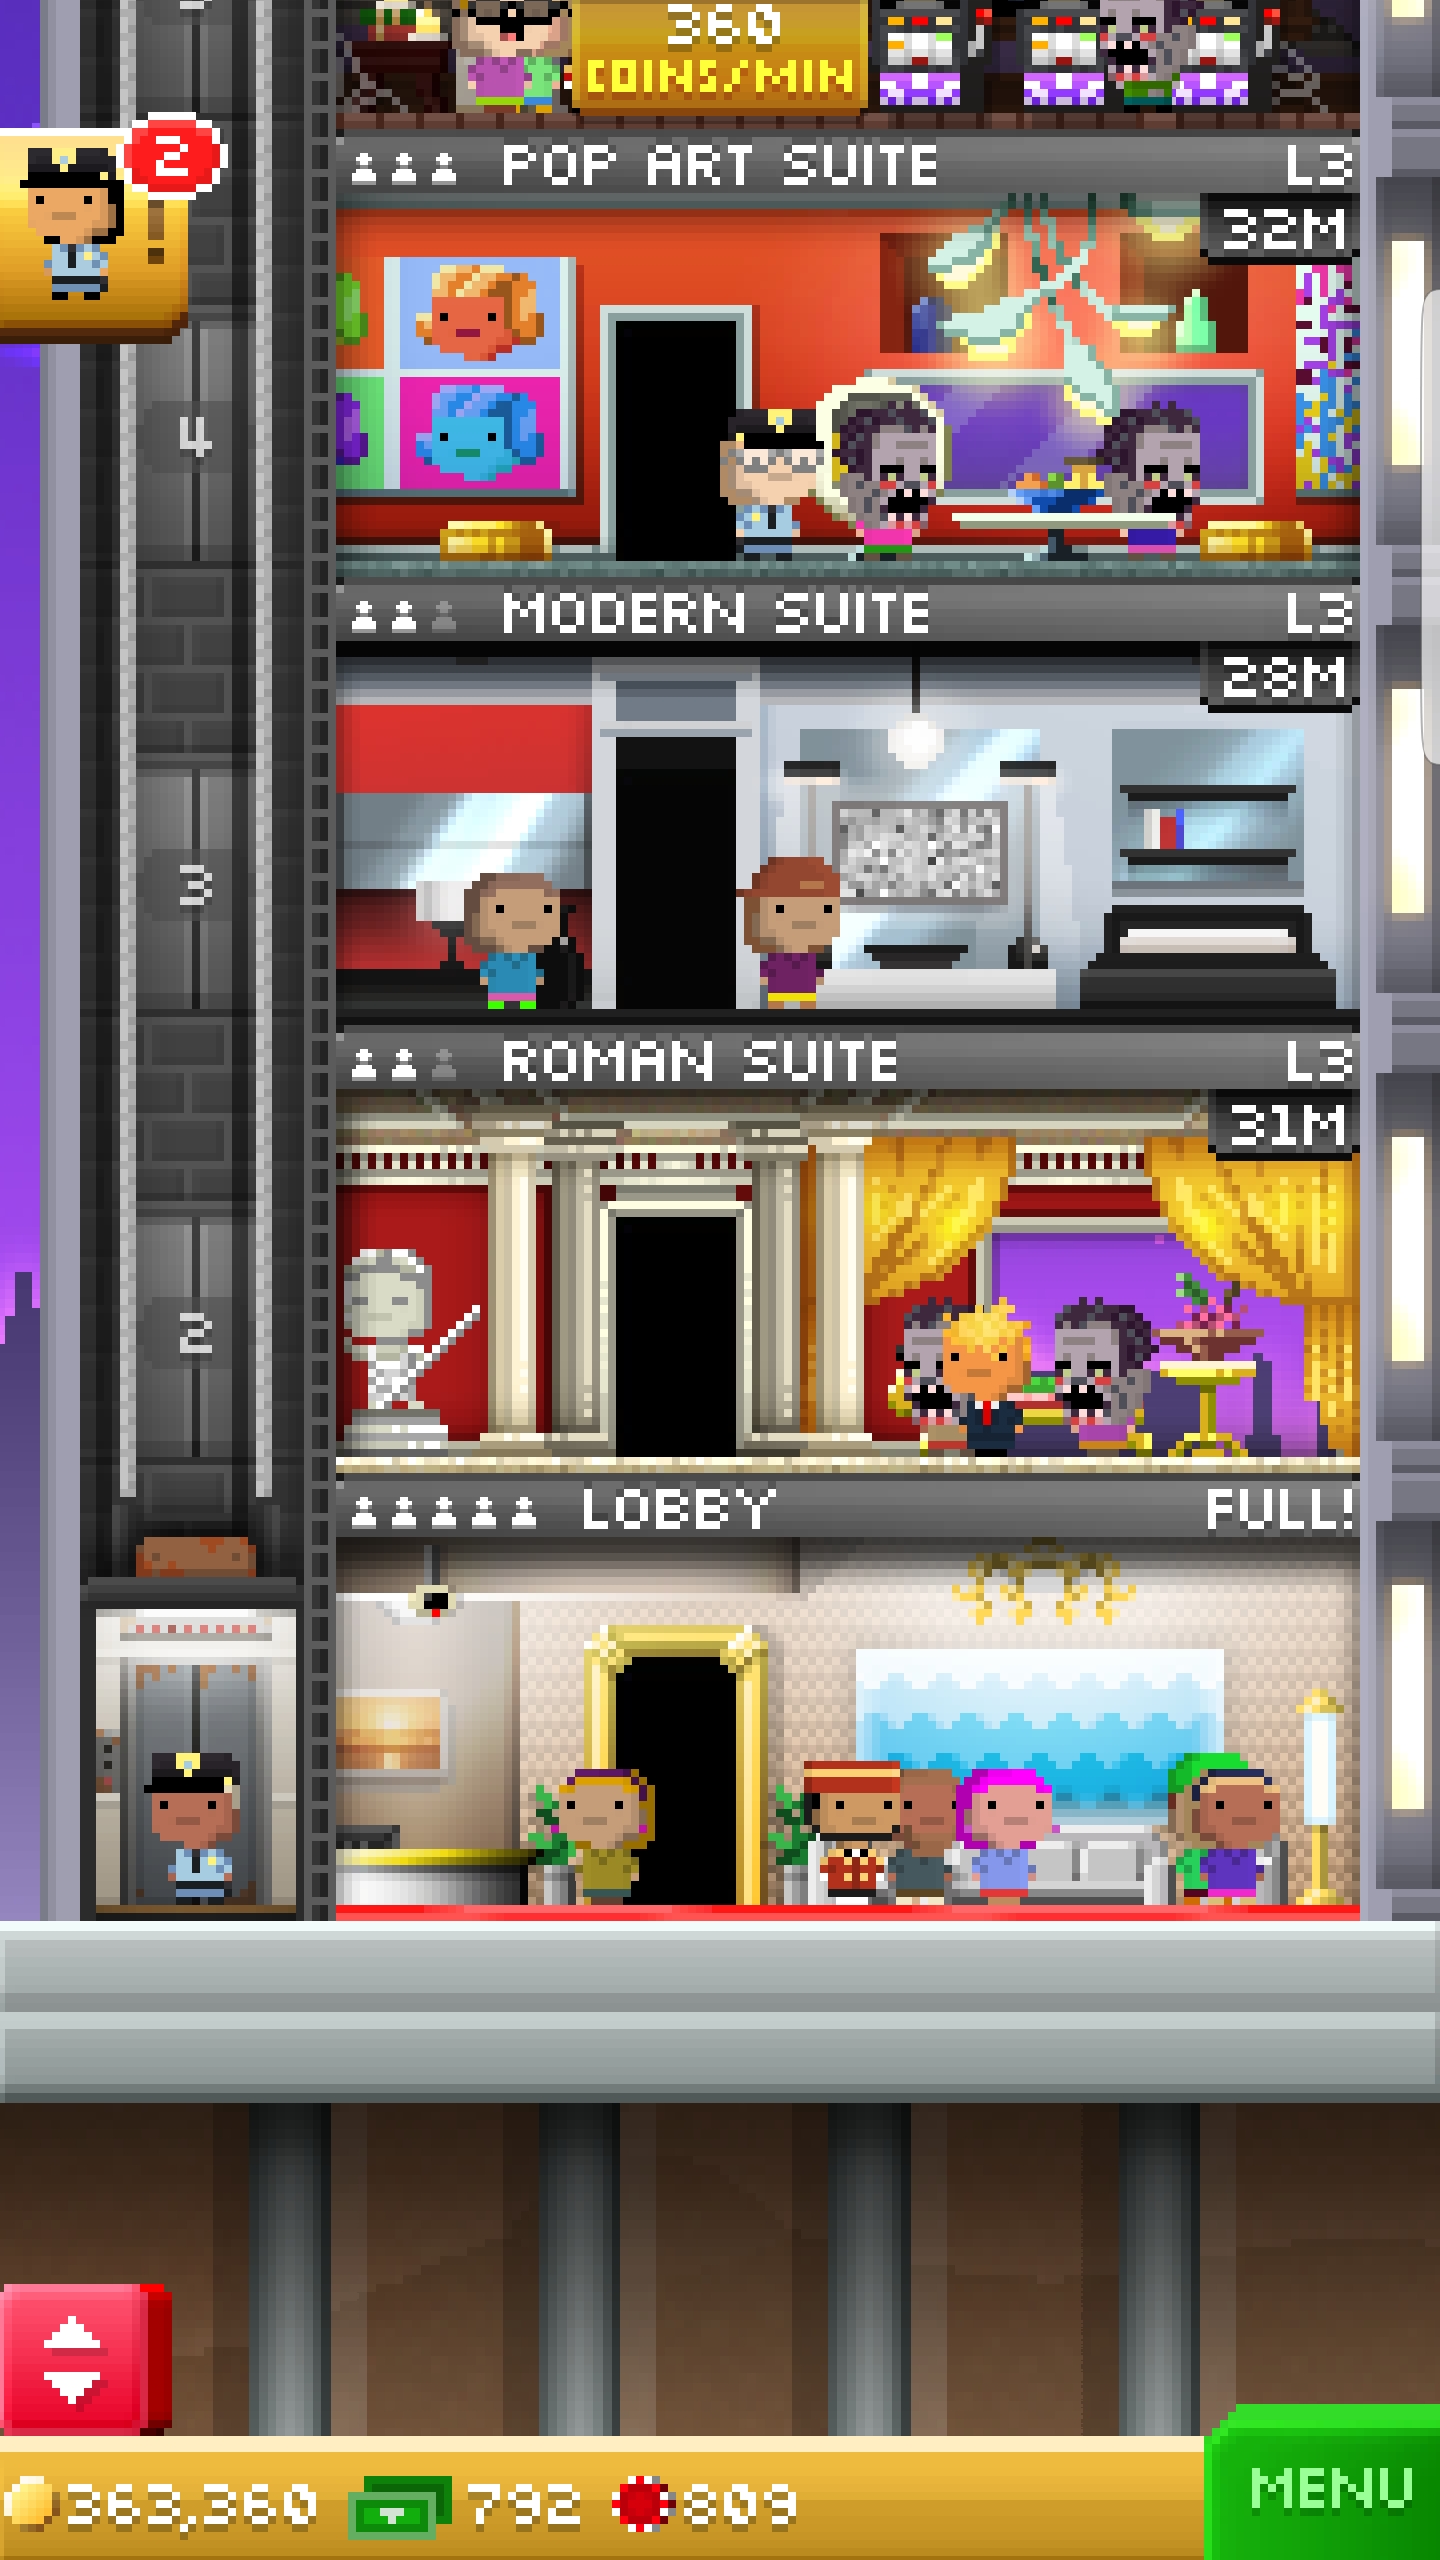 360
COINS/MIN
2
!
POP ART SUITE L3
32M
4
MODERN SUITE L3
28M
3
ROMAN SUITE L3
31M
2
LOBBY FULL!
MENU
363,360 792 809